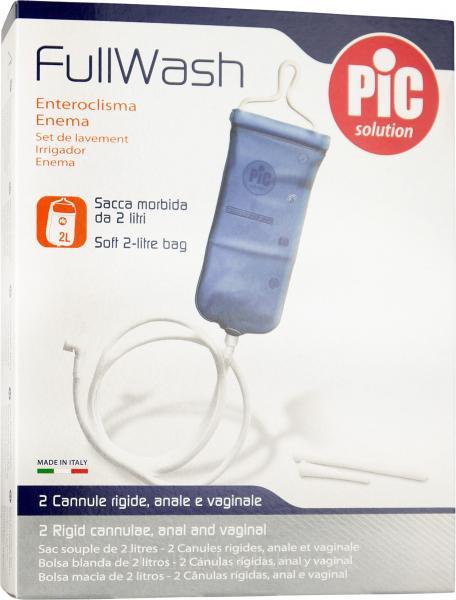 FullWash
PiC
solution
Enteroclisma
Enema
Set de lavement
Irrigador
Enema
PiC
Sacca morbida
da 2 litri
Soft 2-litre bag
PiC
2L
MADE IN ITALY
2 Cannule rigide, anale e vaginale
2 Rigid cannulae, anal and vaginal
Sac souple de 2 litres - 2 Canules rigides, anale et vaginale
Bolsa blanda de 2 litros - 2 Cánulas rígidas, anal y vaginal
Bolsa macia de 2 litros - 2 Cânulas rígidas, anal e vaginal